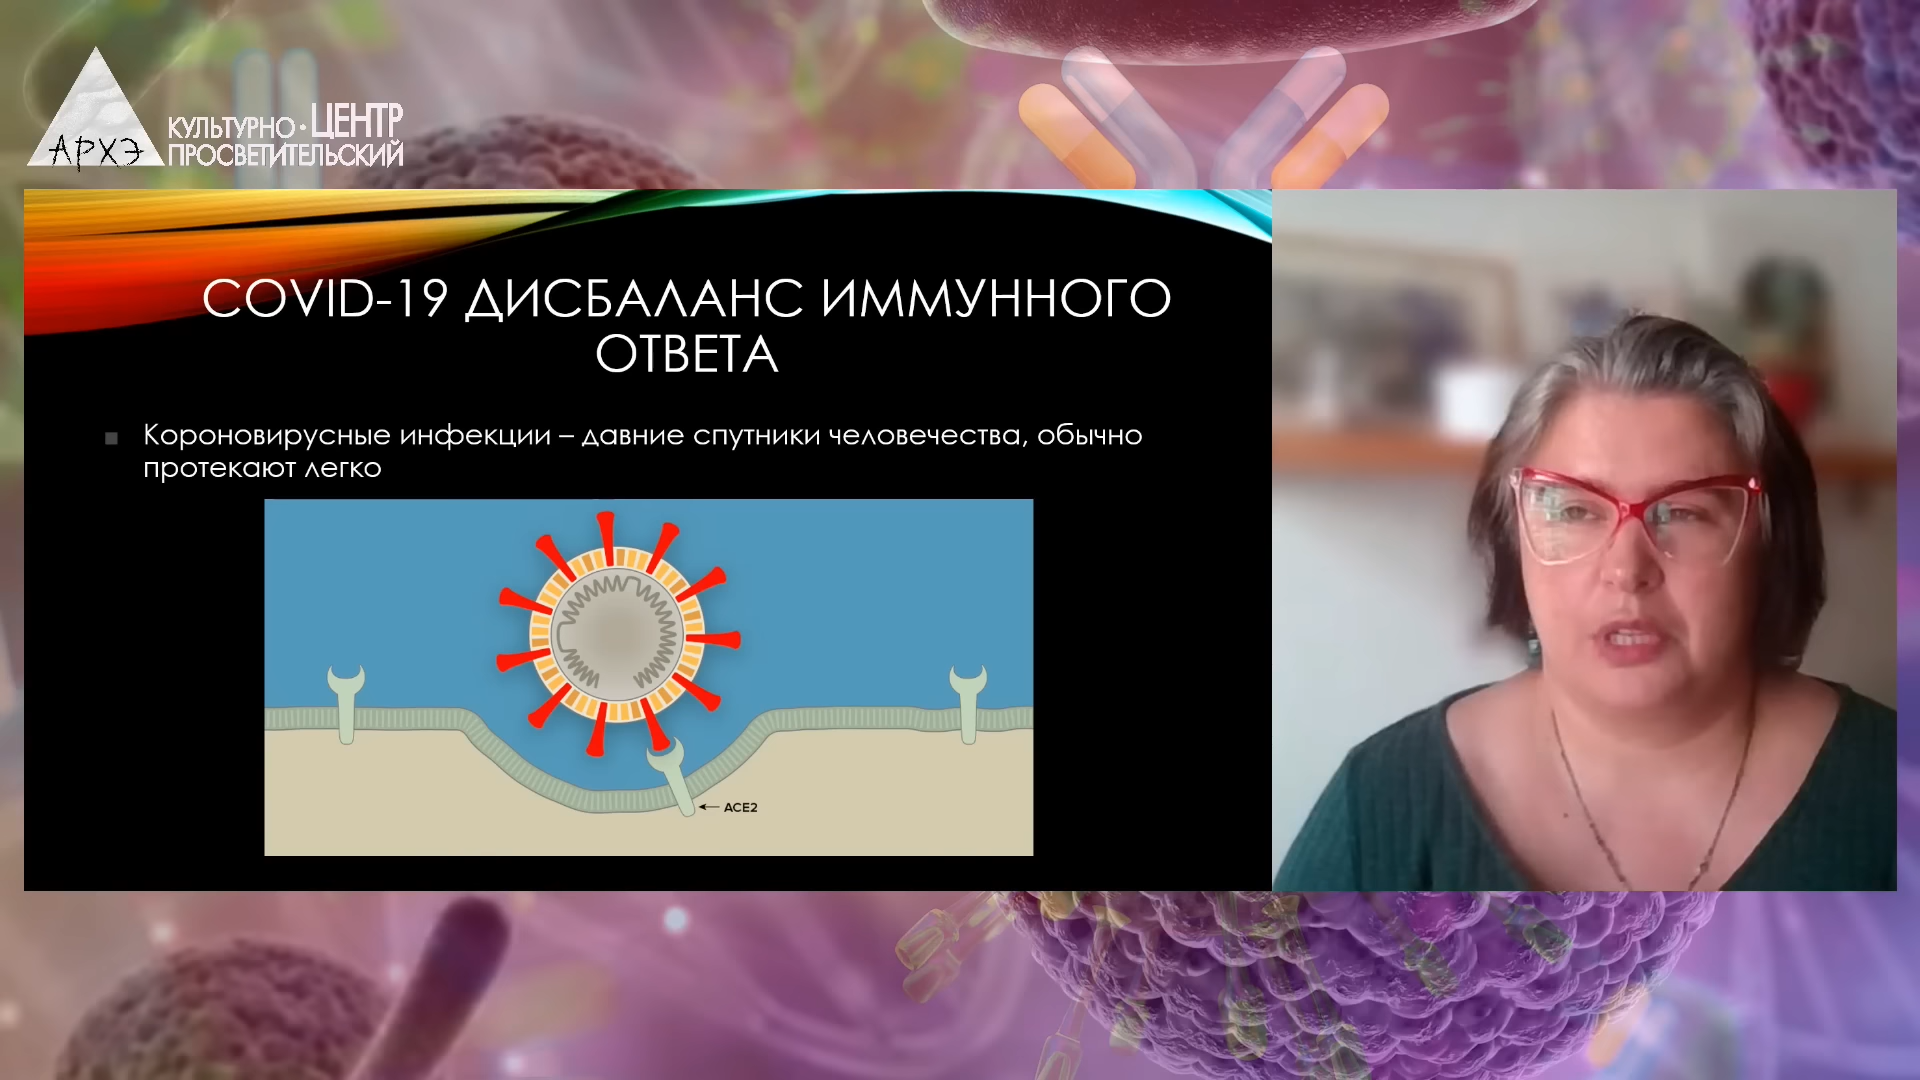 АРХЭ
КУЛЬТУРНО·ЦЕНТР
ПРОСВЕТИТЕЛЬСКИЙ
COVID-19 ДИСБАЛАНС ИММУННОГО
ОТВЕТА
Короновирусные инфекции – давние спутники человечества, обычно
протекают легко
ACE2